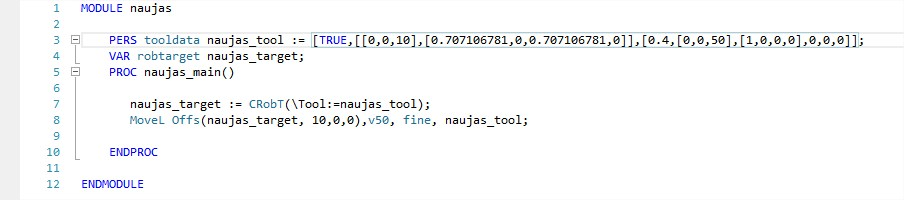 1 MODULE naujas
2
3 PERS tooldata naujas_tool := [TRUE,[[0,0,10],[0.707106781,0,0.707106781,0]],[0.4,[0,0,50],[1,0,0,0],0,0,0]];
4 VAR robtarget naujas_target;
5 PROC naujas_main()
6
7 naujas_target := CRobT(\Tool:=naujas_tool);
8 MoveL Offs(naujas_target, 10,0,0),v50, fine, naujas_tool;
9
10 ENDPROC
11
12 ENDMODULE